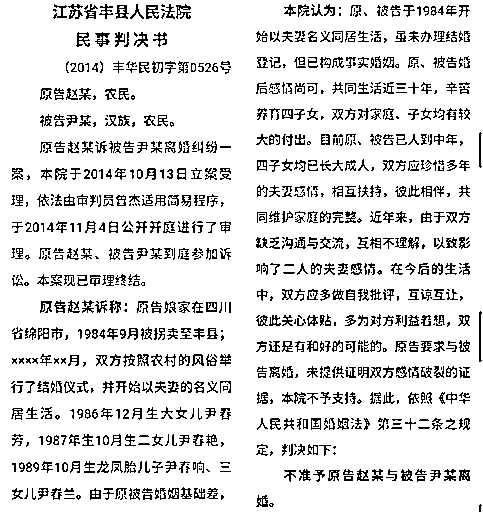 江苏省丰县人民法院
民事判决书
（2014）丰华民初字第0526号
原告赵某，农民。
被告尹某，汉族，农民。
原告赵某诉被告尹某离婚纠纷一
案，本院于2014年10月13日立案受
理，依法由审判员曾杰适用简易程序，
于2014年11月4日公开开庭进行了审
理。原告赵某、被告尹某到庭参加诉
讼。本案现已审理终结。
原告赵某诉称：原告娘家在四川
省绵阳市，1984年9月被拐卖至丰县；
××××年××月，双方按照农村的风俗举
行了结婚仪式，并开始以夫妻的名义同
居生活。1986年12月生大女儿尹春
芳，1987年生10月生二女儿尹春艳，
1989年10月生龙凤胎儿子尹春响、三
女儿尹春兰。由于原被告婚姻基础差，
本院认为：原、被告于1984年开
始以夫妻名义同居生活，虽未办理结婚
登记，但已构成事实婚姻。原、被告婚
后感情尚可，共同生活近三十年，辛苦
养育四子女，双方对家庭、子女均有较
大的付出。目前原、被告已人到中年，
四子女均已长大成人，双方应珍惜多年
的夫妻感情，相互扶持，彼此相伴，共
同维护家庭的完整。近年来，由于双方
缺乏沟通与交流，互相不理解，以致影
响了二人的夫妻感情。在今后的生活
中，双方应多做自我批评，互谅互让，
彼此关心体贴，多为对方利益着想，双
方还是有和好的可能的。原告要求与被
告离婚，未提供证明双方感情破裂的证
据，本院不予支持。据此，依照《中华
人民共和国婚姻法》第三十二条之规
定，判决如下：
不准予原告赵某与被告尹某离
婚。